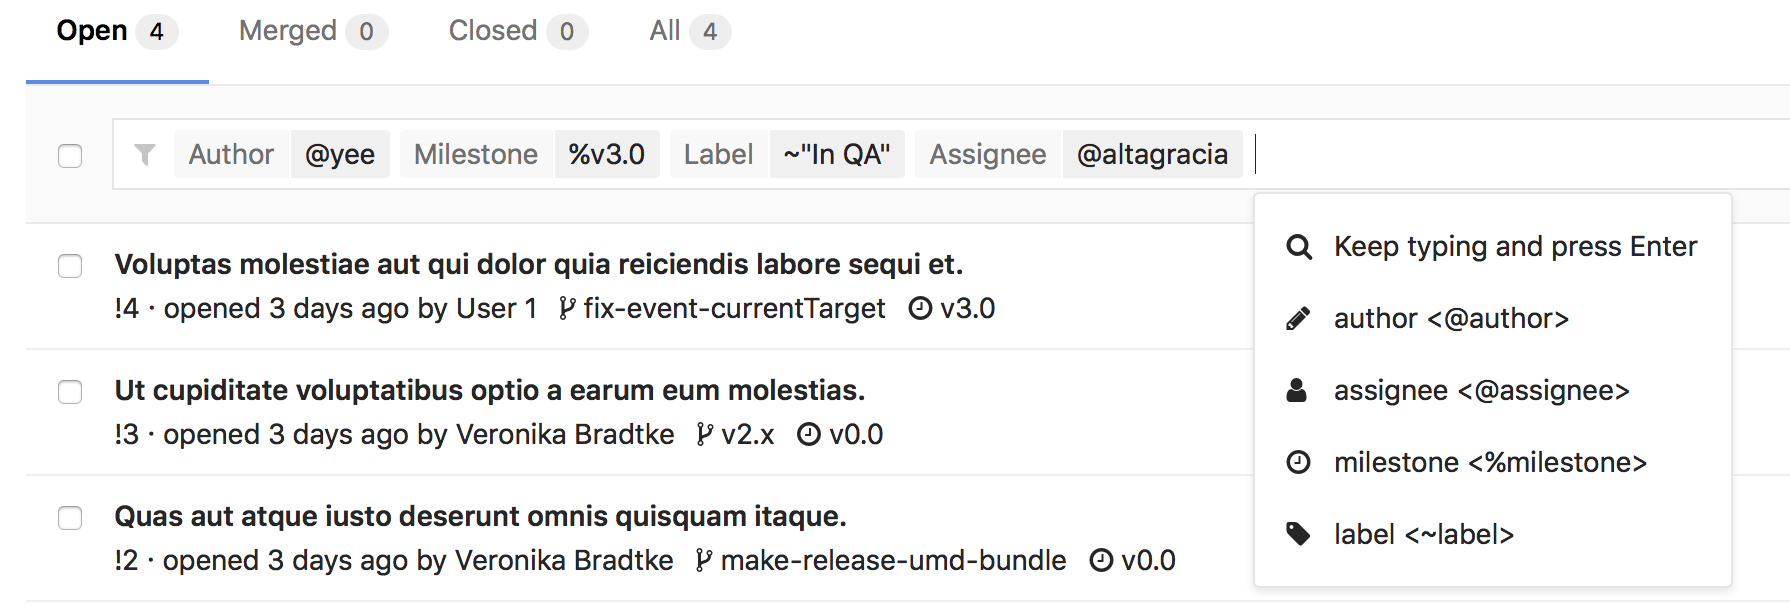 Open 4 Merged 0 Closed 0 All 4
Author @yee Milestone %v3.0 Label ~"In QA" Assignee @altagracia
Keep typing and press Enter
author <@author>
assignee <@assignee>
milestone <%milestone>
label <~label>
Voluptas molestiae aut qui dolor quia reiciendis labore sequi et.
!4 · opened 3 days ago by User 1 fix-event-currentTarget v3.0
Ut cupiditate voluptatibus optio a earum eum molestias.
!3 · opened 3 days ago by Veronika Bradtke v2.x v0.0
Quas aut atque iusto deserunt omnis quisquam itaque.
!2 · opened 3 days ago by Veronika Bradtke make-release-umd-bundle v0.0